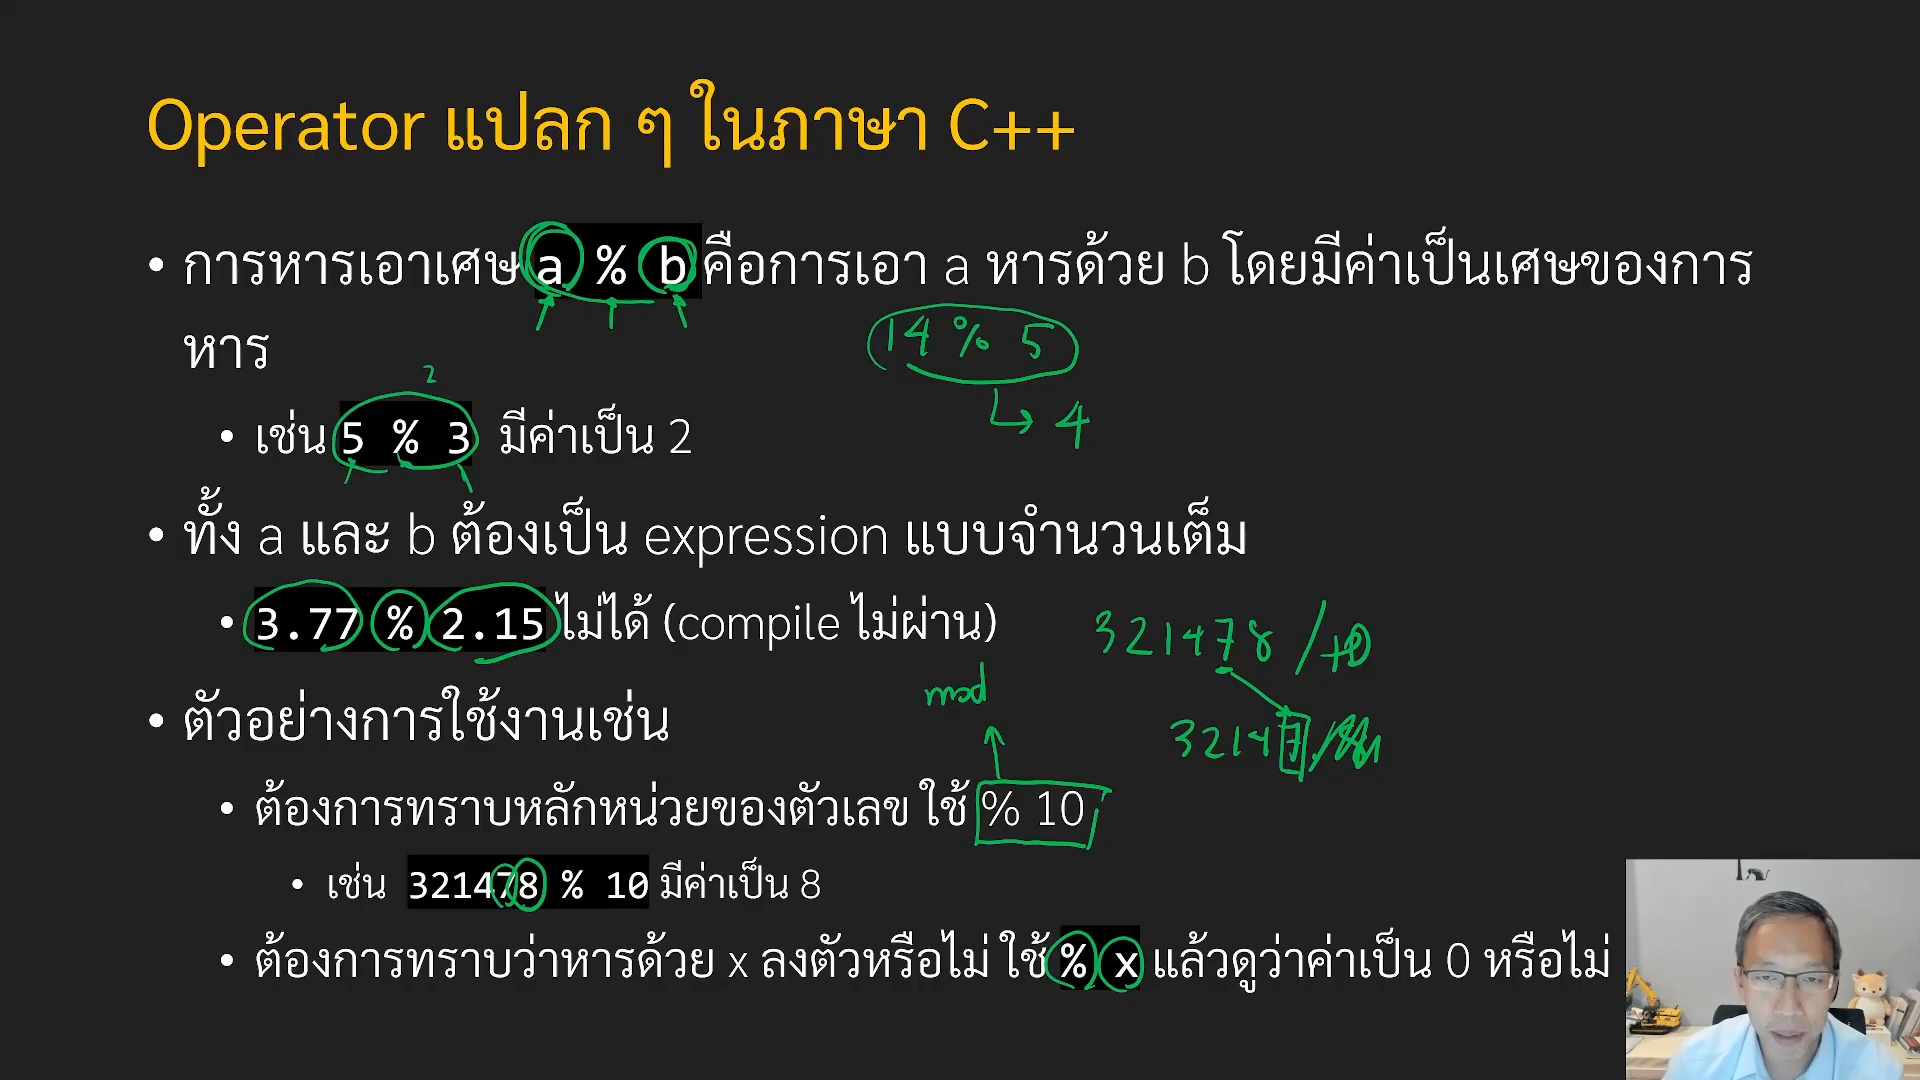 Operator แปลก ๆ ในภาษา C++
• การหารเอาเศษ a % b คือการเอา a หารด้วย b โดยมีค่าเป็นเศษของการ
หาร
14 % 5
2
4
• เช่น 5 % 3 มีค่าเป็น 2
• ทั้ง a และ b ต้องเป็น expression แบบจำนวนเต็ม
• 3.77 % 2.15 ไม่ได้ (compile ไม่ผ่าน)
321478 / 10
mod
• ตัวอย่างการใช้งานเช่น
32147
• ต้องการทราบหลักหน่วยของตัวเลข ใช้ % 10
• เช่น 321478 % 10 มีค่าเป็น 8
• ต้องการทราบว่าหารด้วย x ลงตัวหรือไม่ ใช้ % x แล้วดูว่าค่าเป็น 0 หรือไม่